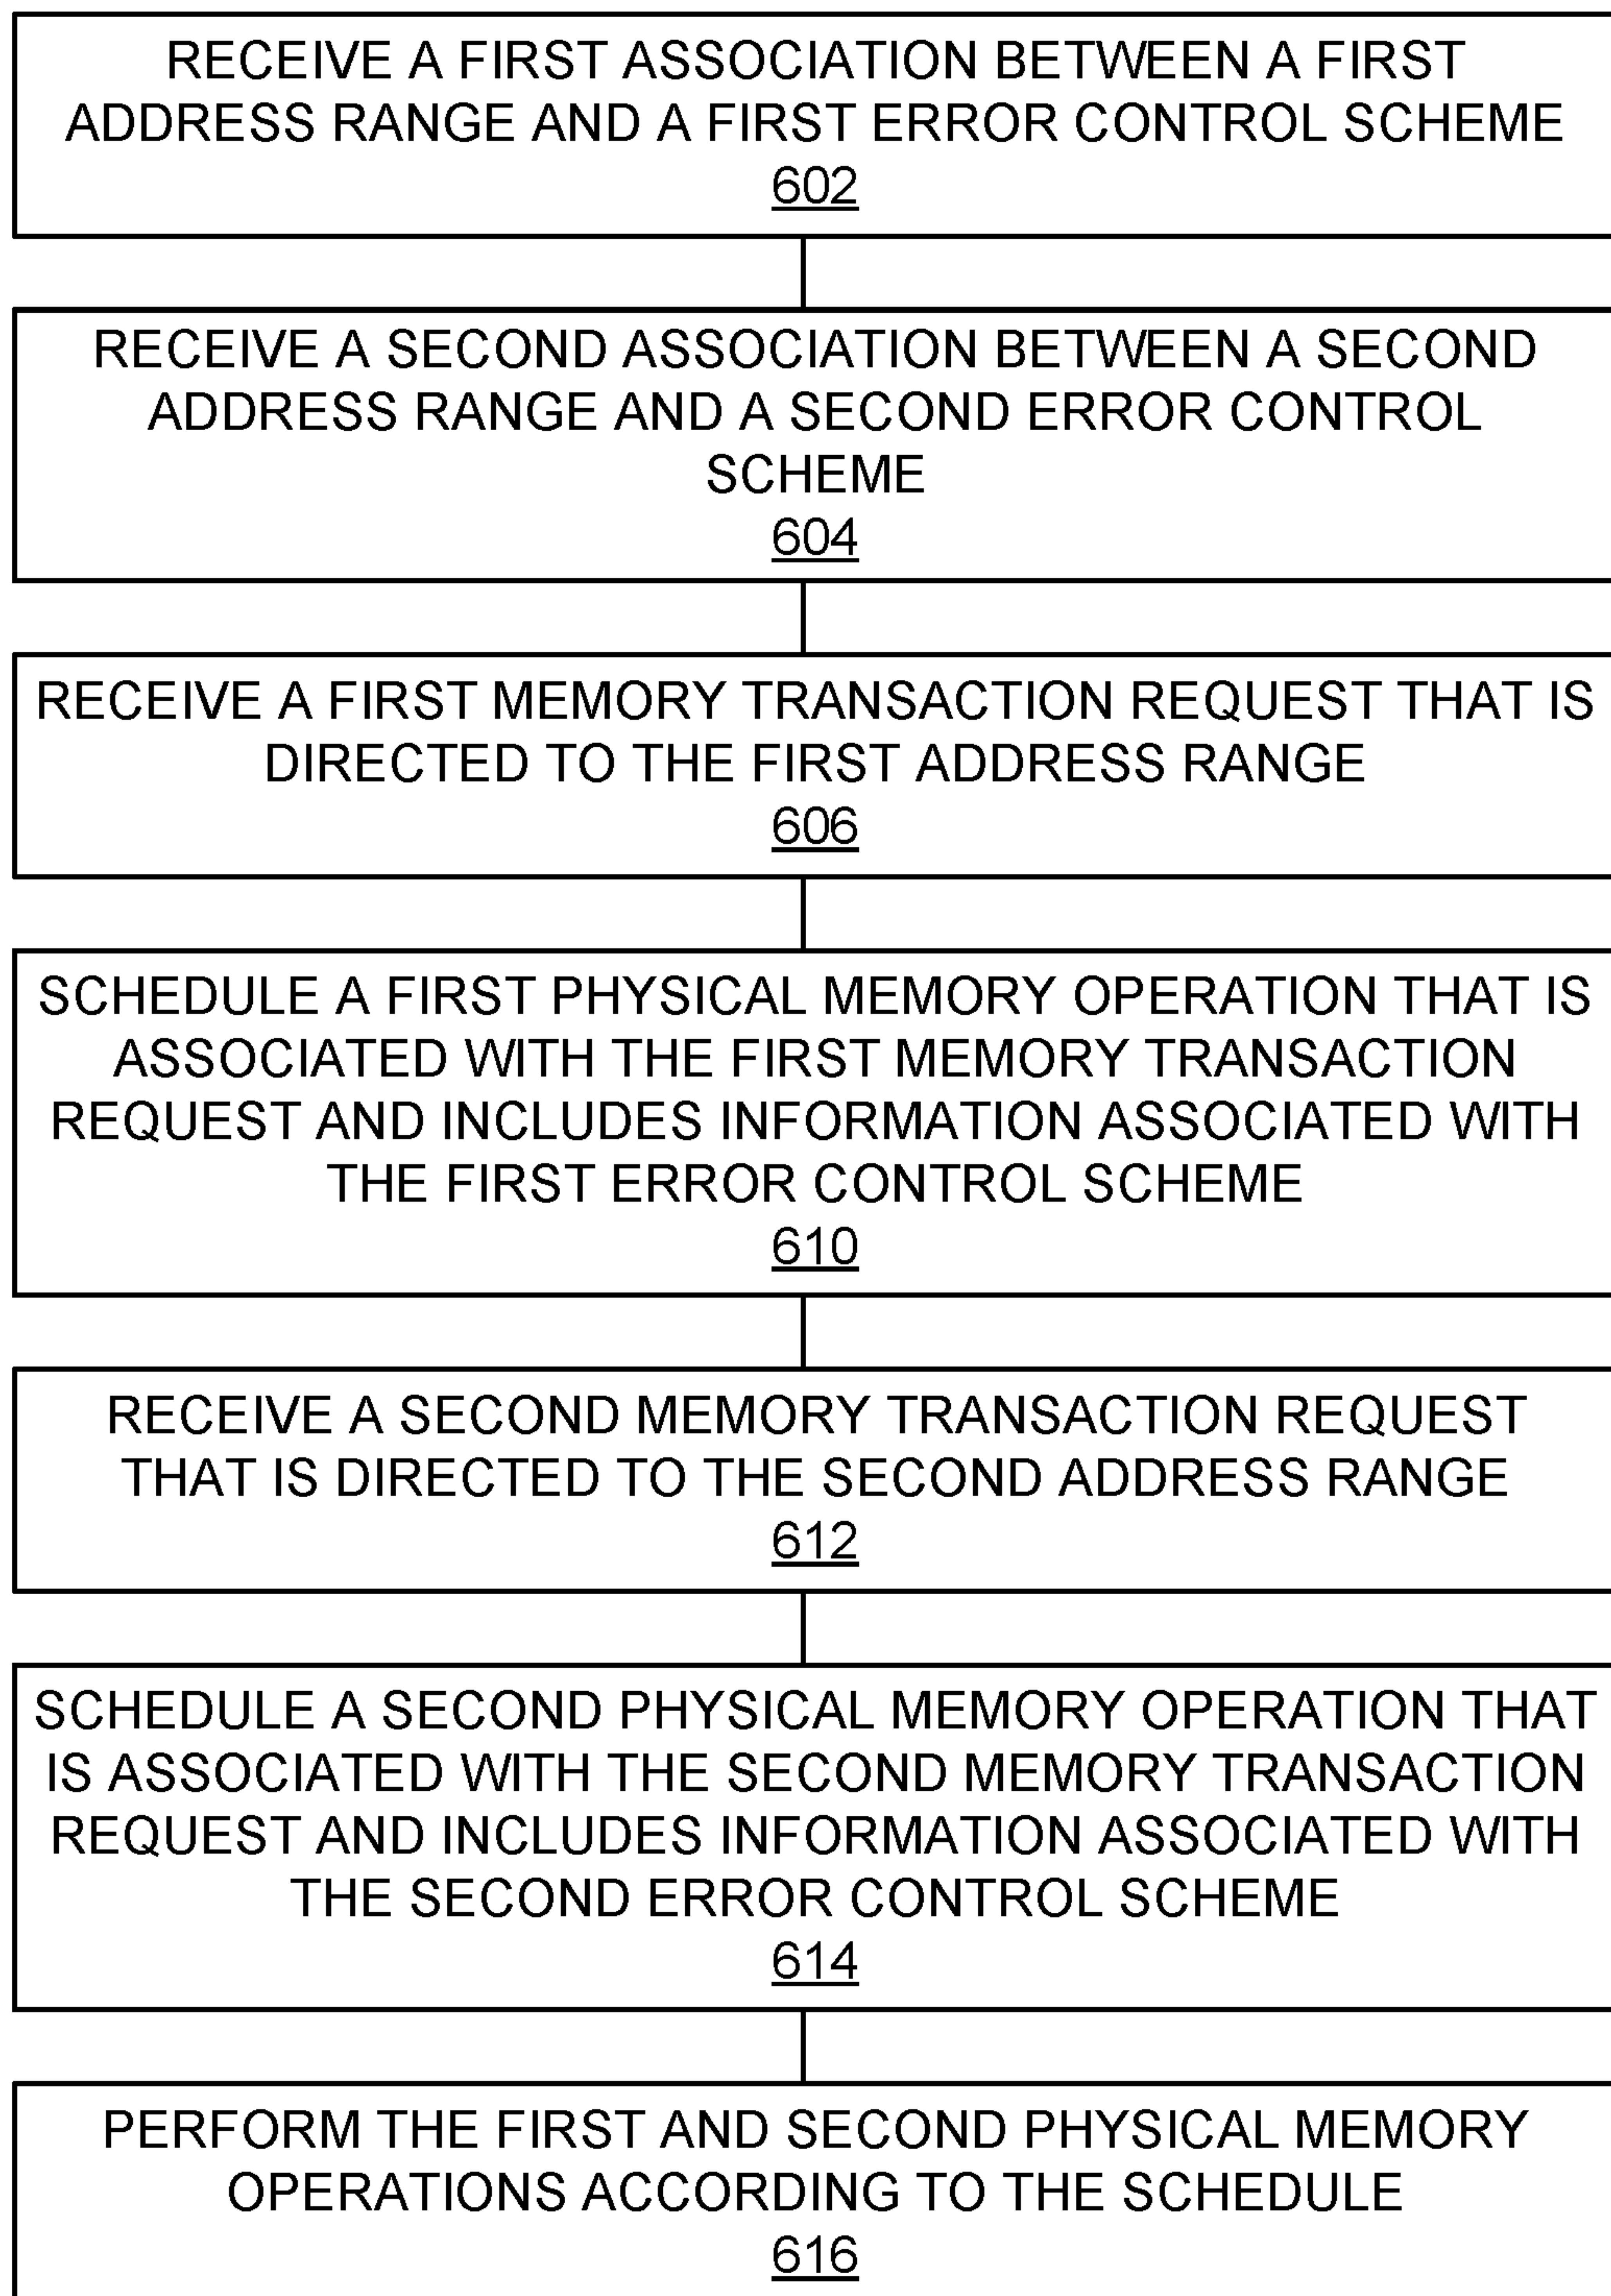 RECEIVE A FIRST ASSOCIATION BETWEEN A FIRST
ADDRESS RANGE AND A FIRST ERROR CONTROL SCHEME
602
RECEIVE A SECOND ASSOCIATION BETWEEN A SECOND
ADDRESS RANGE AND A SECOND ERROR CONTROL
SCHEME
604
RECEIVE A FIRST MEMORY TRANSACTION REQUEST THAT IS
DIRECTED TO THE FIRST ADDRESS RANGE
606
SCHEDULE A FIRST PHYSICAL MEMORY OPERATION THAT IS
ASSOCIATED WITH THE FIRST MEMORY TRANSACTION
REQUEST AND INCLUDES INFORMATION ASSOCIATED WITH
THE FIRST ERROR CONTROL SCHEME
610
RECEIVE A SECOND MEMORY TRANSACTION REQUEST
THAT IS DIRECTED TO THE SECOND ADDRESS RANGE
612
SCHEDULE A SECOND PHYSICAL MEMORY OPERATION THAT
IS ASSOCIATED WITH THE SECOND MEMORY TRANSACTION
REQUEST AND INCLUDES INFORMATION ASSOCIATED WITH
THE SECOND ERROR CONTROL SCHEME
614
PERFORM THE FIRST AND SECOND PHYSICAL MEMORY
OPERATIONS ACCORDING TO THE SCHEDULE
616